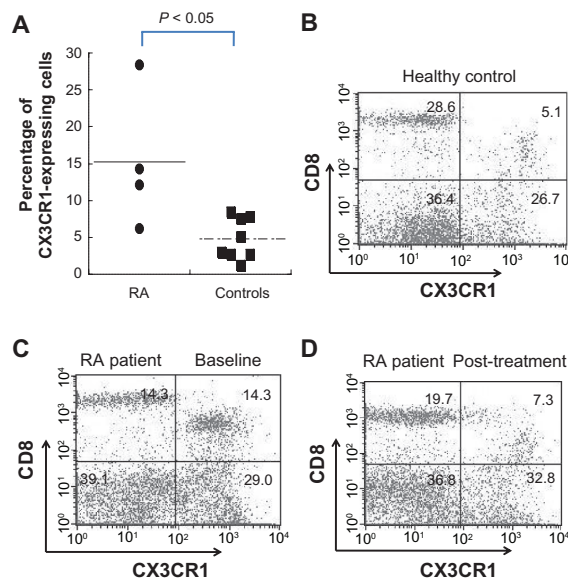 A
P < 0.05
Percentage of
CX3CR1-expressing cells
30
25
20
15
10
5
0
RA Controls
B
Healthy control
28.6 5.1
36.4 26.7
CD8
10⁴
10³
10²
10¹
10⁰
10⁰ 10¹ 10² 10³ 10⁴
CX3CR1
C
RA patient Baseline
14.3 14.3
39.1 29.0
CD8
10⁴
10³
10²
10¹
10⁰
10⁰ 10¹ 10² 10³ 10⁴
CX3CR1
D
RA patient Post-treatment
19.7 7.3
36.8 32.8
CD8
10⁴
10³
10²
10¹
10⁰
10⁰ 10¹ 10² 10³ 10⁴
CX3CR1